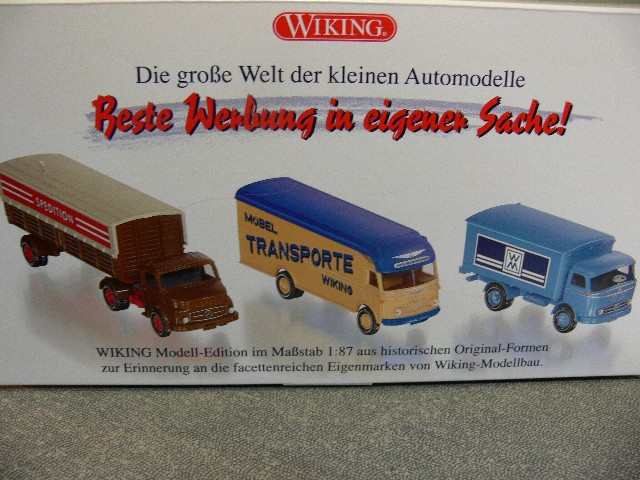 WIKING®
Die große Welt der kleinen Automodelle
Beste Werbung in eigener Sache!
SPEDITION
MÖBEL
TRANSPORTE
WIKING
WM
WIKING Modell-Edition im Maßstab 1:87 aus historischen Original-Formen
zur Erinnerung an die facettenreichen Eigenmarken von Wiking-Modellbau.